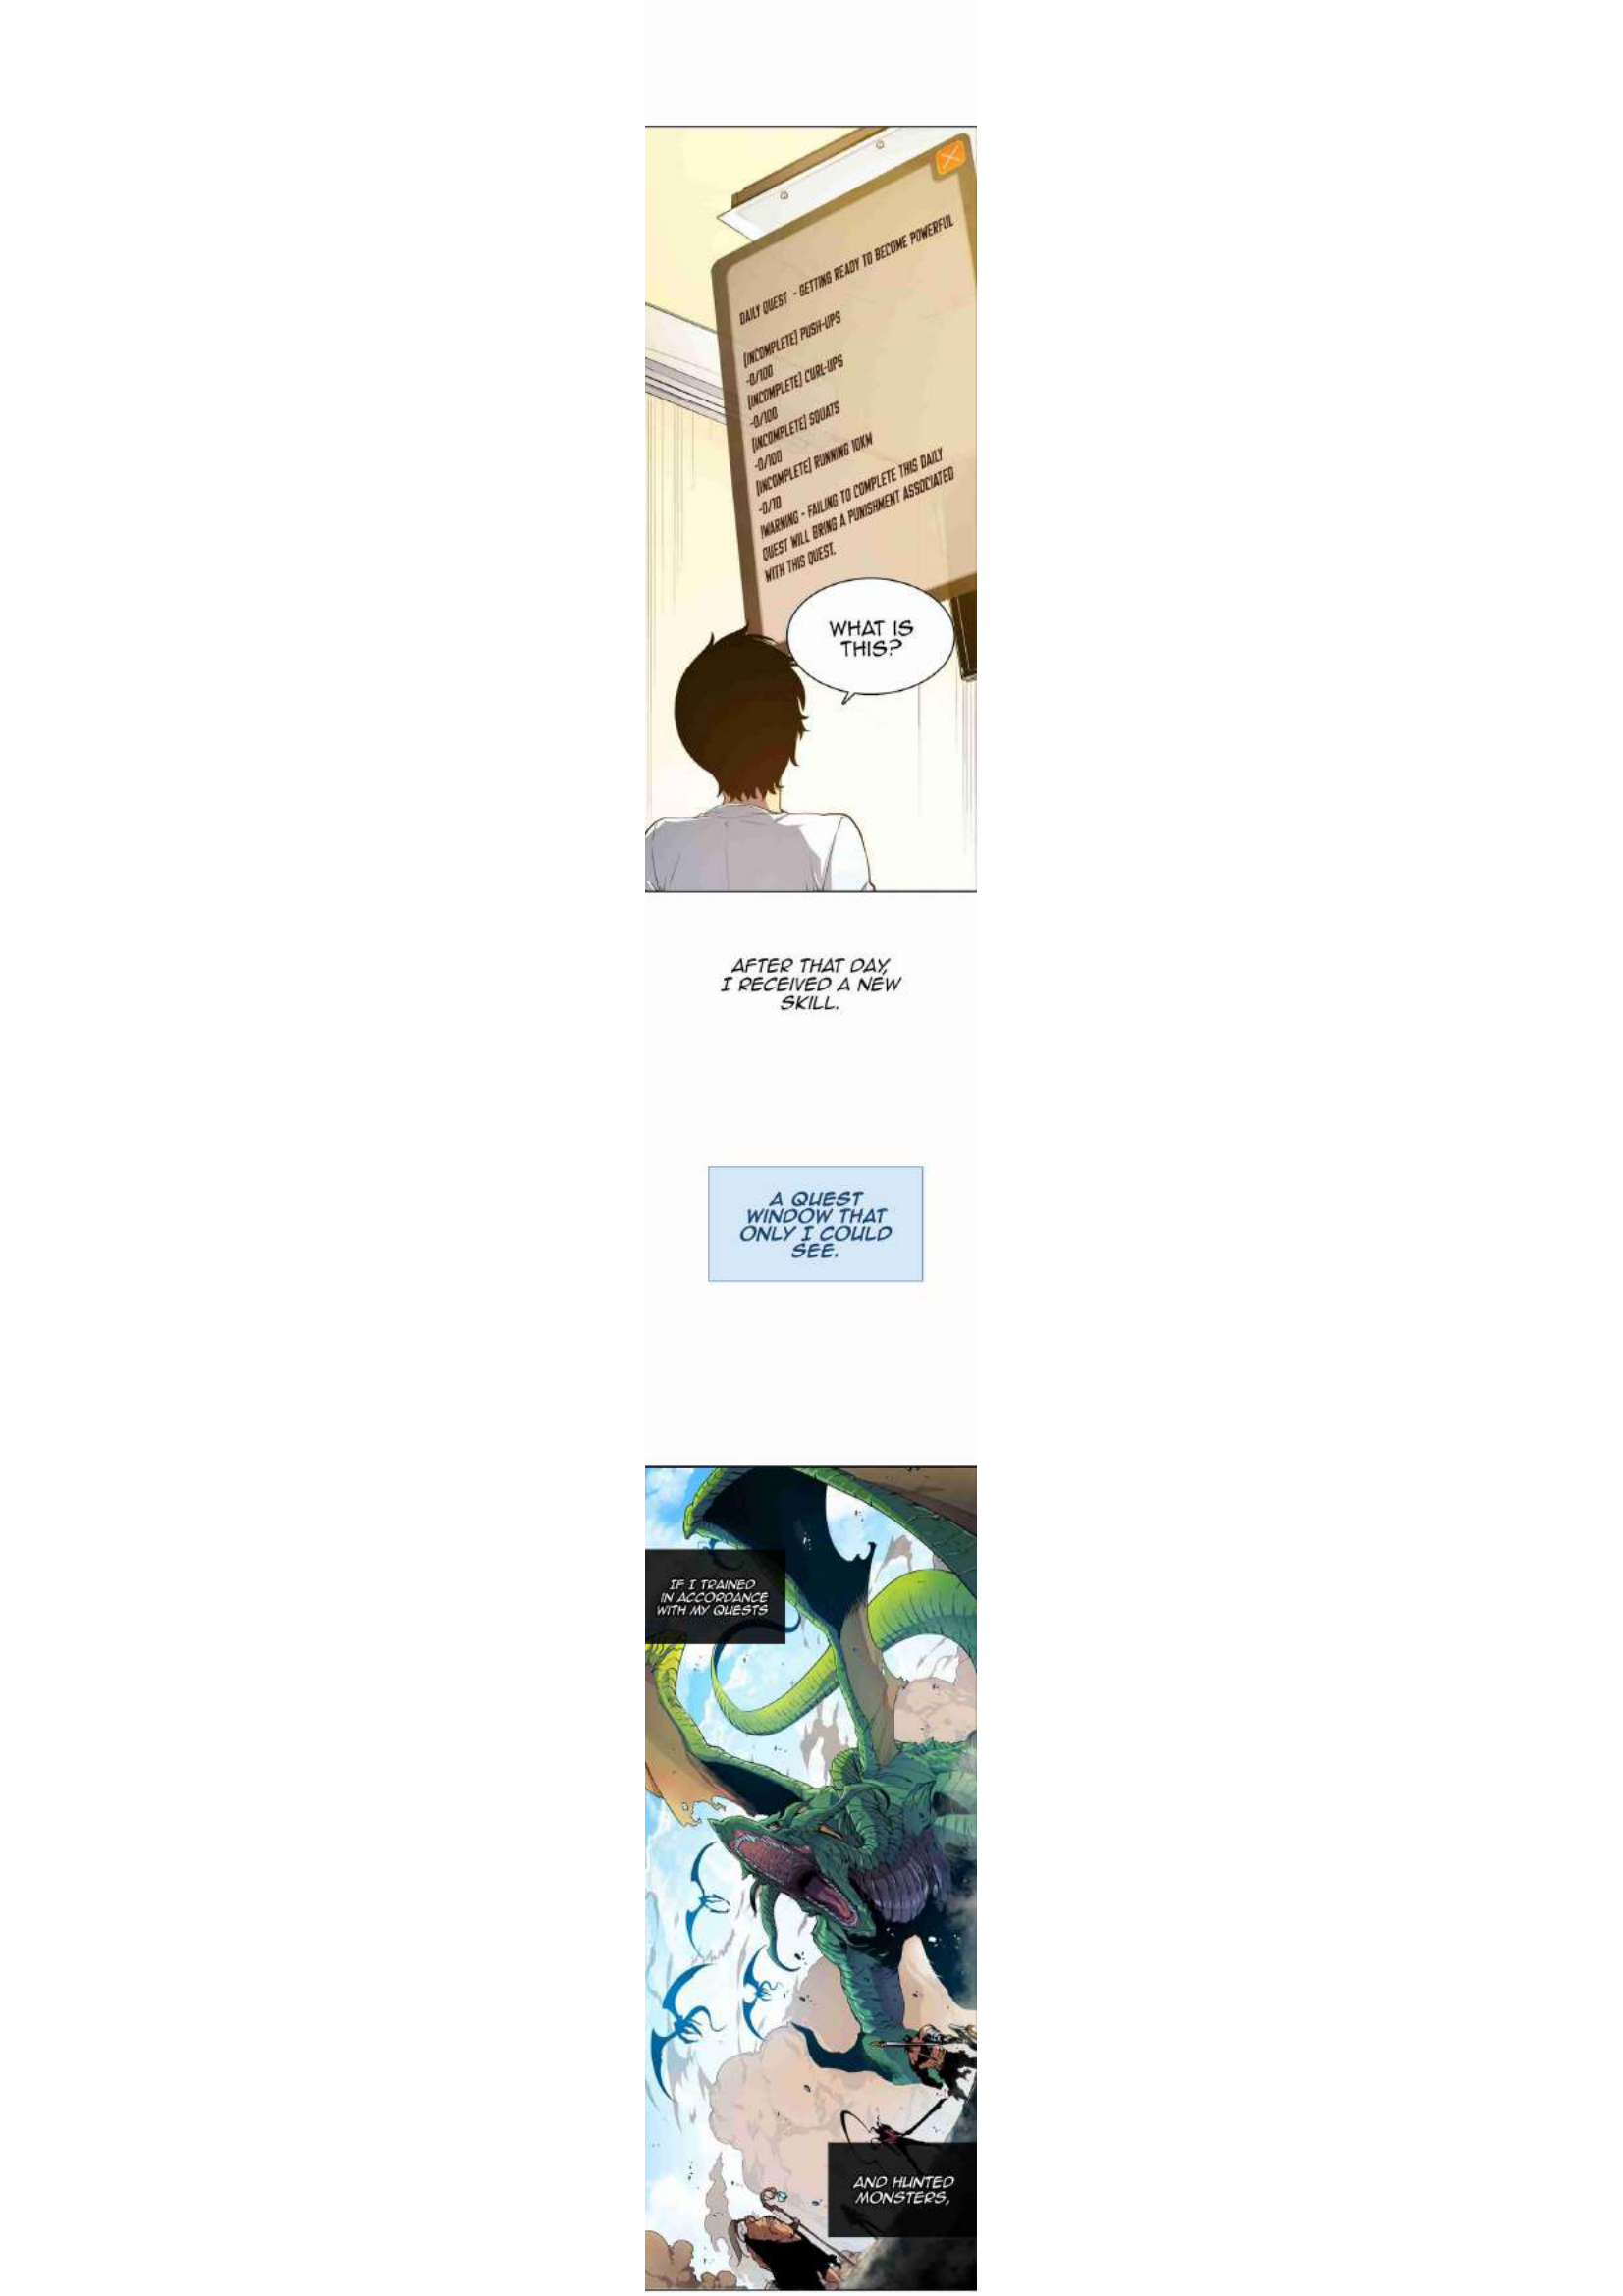 DAILY QUEST - GETTING READY TO BECOME POWERFUL
[INCOMPLETE] PUSH-UPS
-0/100
[INCOMPLETE] CURL-UPS
-0/100
[INCOMPLETE] SQUATS
-0/100
[INCOMPLETE] RUNNING 10KM
-0/10
!WARNING - FAILING TO COMPLETE THIS DAILY
QUEST WILL BRING A PUNISHMENT ASSOCIATED
WITH THIS QUEST.
WHAT IS
THIS?
AFTER THAT DAY,
I RECEIVED A NEW
SKILL.
A QUEST
WINDOW THAT
ONLY I COULD
SEE.
IF I TRAINED
IN ACCORDANCE
WITH MY QUESTS
AND HUNTED
MONSTERS,